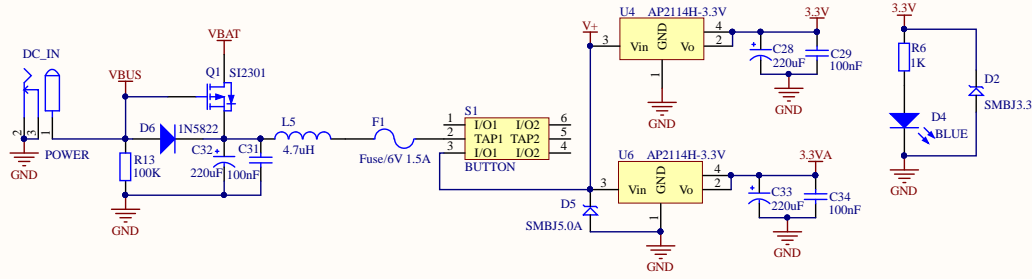 DC_IN
2
3
1
POWER
GND
VBUS
R13
100K
GND
D6
1N5822
VBAT
Q1
SI2301
C32
220uF
C31
100nF
L5
4.7uH
F1
Fuse/6V 1.5A
S1
1
2
3
I/O1
TAP1
I/O1
I/O2
TAP2
I/O2
6
5
4
BUTTON
V+
U4
AP2114H-3.3V
3
Vin
GND
Vo
4
2
1
GND
3.3V
C28
220uF
C29
100nF
GND
U6
AP2114H-3.3V
3
Vin
GND
Vo
4
2
1
GND
D5
SMBJ5.0A
3.3VA
C33
220uF
C34
100nF
GND
3.3V
R6
1K
D4
BLUE
D2
SMBJ3.3
GND